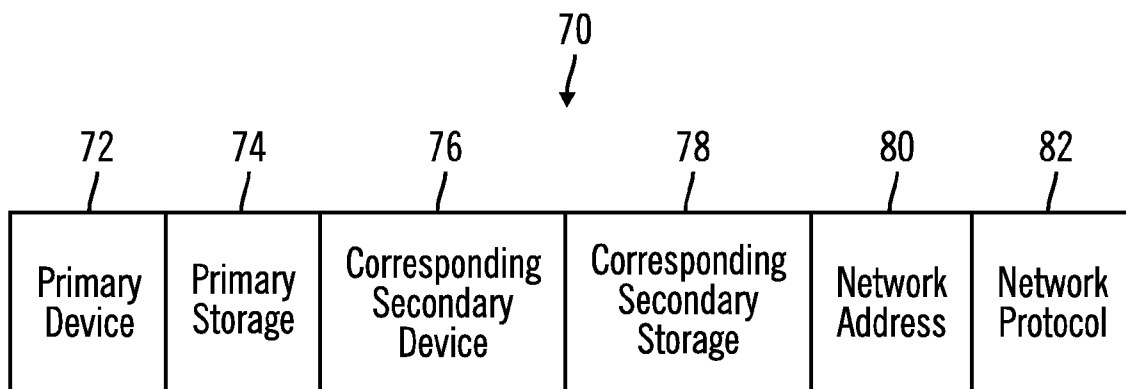 70
72 74 76 78 80 82
Primary
Device
Primary
Storage
Corresponding
Secondary
Device
Corresponding
Secondary
Storage
Network
Address
Network
Protocol